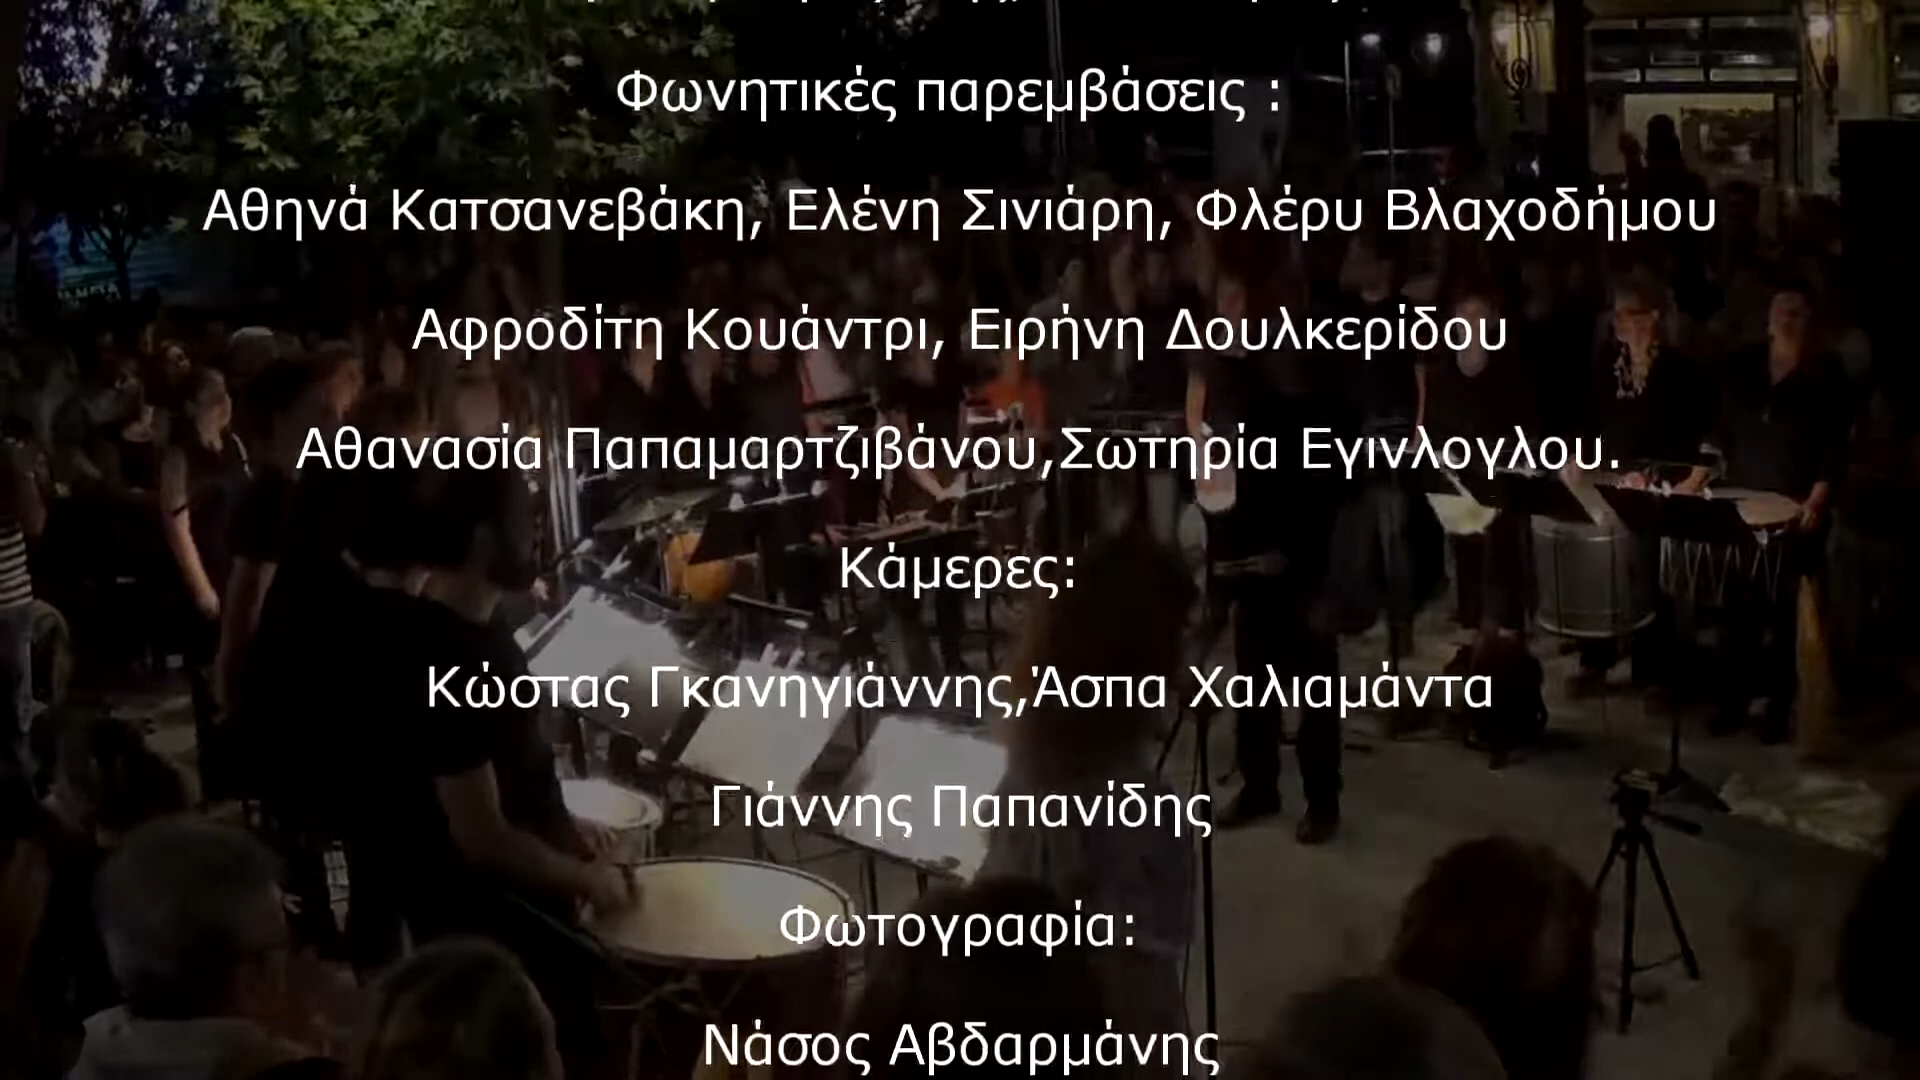 Φωνητικές παρεμβάσεις :
Αθηνά Κατσανεβάκη, Ελένη Σινιάρη, Φλέρυ Βλαχοδήμου
Αφροδίτη Κουάντρι, Ειρήνη Δουλκερίδου
Αθανασία Παπαμαρτζιβάνου,Σωτηρία Εγινλογλου.
Κάμερες:
Κώστας Γκανηγιάννης,Άσπα Χαλιαμάντα
Γιάννης Παπανίδης
Φωτογραφία:
Νάσος Αβδαρμάνης